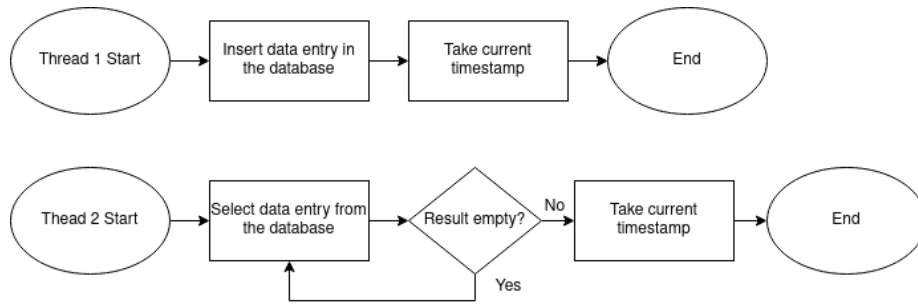 Thread 1 Start
Insert data entry in
the database
Take current
timestamp
End
Thead 2 Start
Select data entry from
the database
Result empty?
No
Take current
timestamp
End
Yes